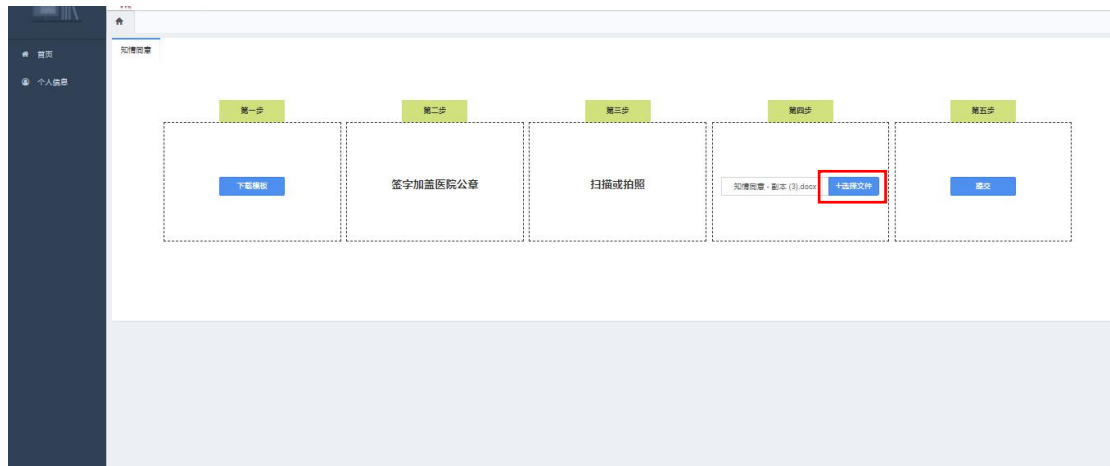 首页
个人信息
知情同意
第一步
第二步
第三步
第四步
第五步
下载模板
签字加盖医院公章
扫描或拍照
知情同意 - 副本 (3).docx
+选择文件
提交